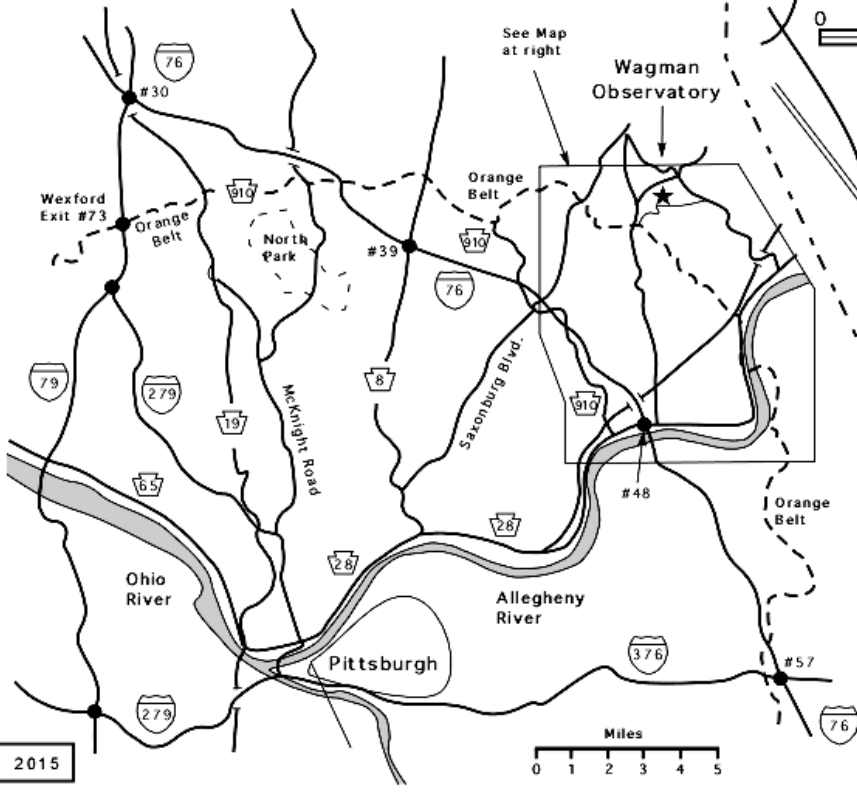 0
See Map
at right
Wagman
Observatory
76
#30
Orange
Belt
910
Wexford
Exit #73
Orange
Belt
North
Park
910
#39
76
79
279
8
19
McKnight Road
Saxonburg Blvd.
910
65
#48
Orange
Belt
28
28
Ohio
River
Allegheny
River
Pittsburgh
376
#57
279
76
2015
Miles
0 1 2 3 4 5